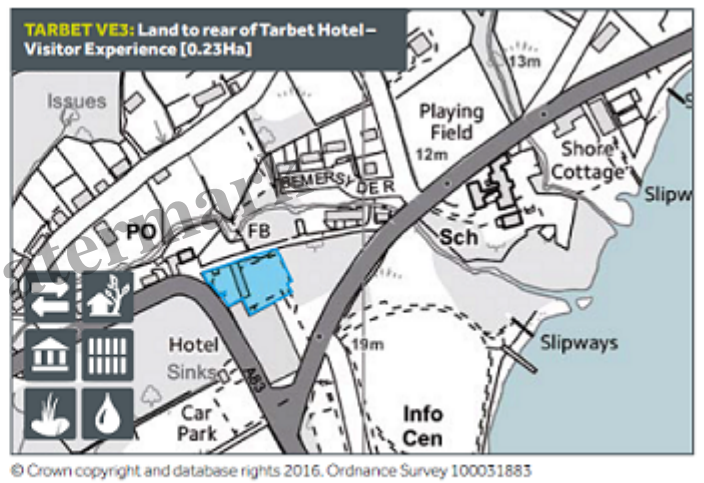 TARBET VE3: Land to rear of Tarbet Hotel –
Visitor Experience [0.23Ha]
13m
Issues
Playing
Field
12m
Shore
Cottage
S
BEMERSYDE R
Slipw
PO
FB
Sch
Hotel
19m
Slipways
Sinks
A83
Car
Park
Info
Cen
© Crown copyright and database rights 2016. Ordnance Survey 100031883